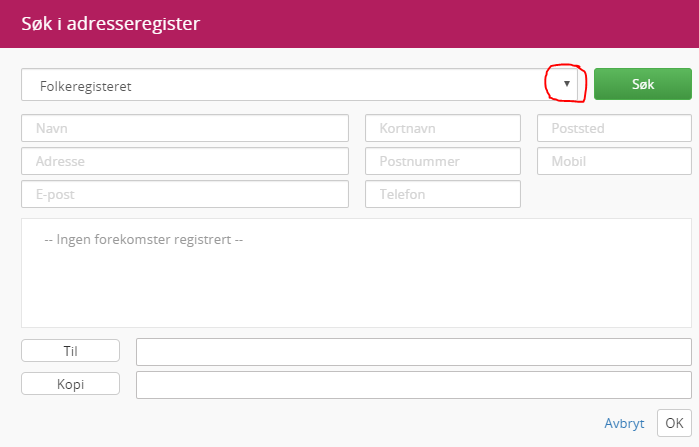 Søk i adresseregister
Folkeregisteret ▼ Søk
Navn Kortnavn Poststed
Adresse Postnummer Mobil
E-post Telefon
-- Ingen forekomster registrert --
Til
Kopi
Avbryt OK